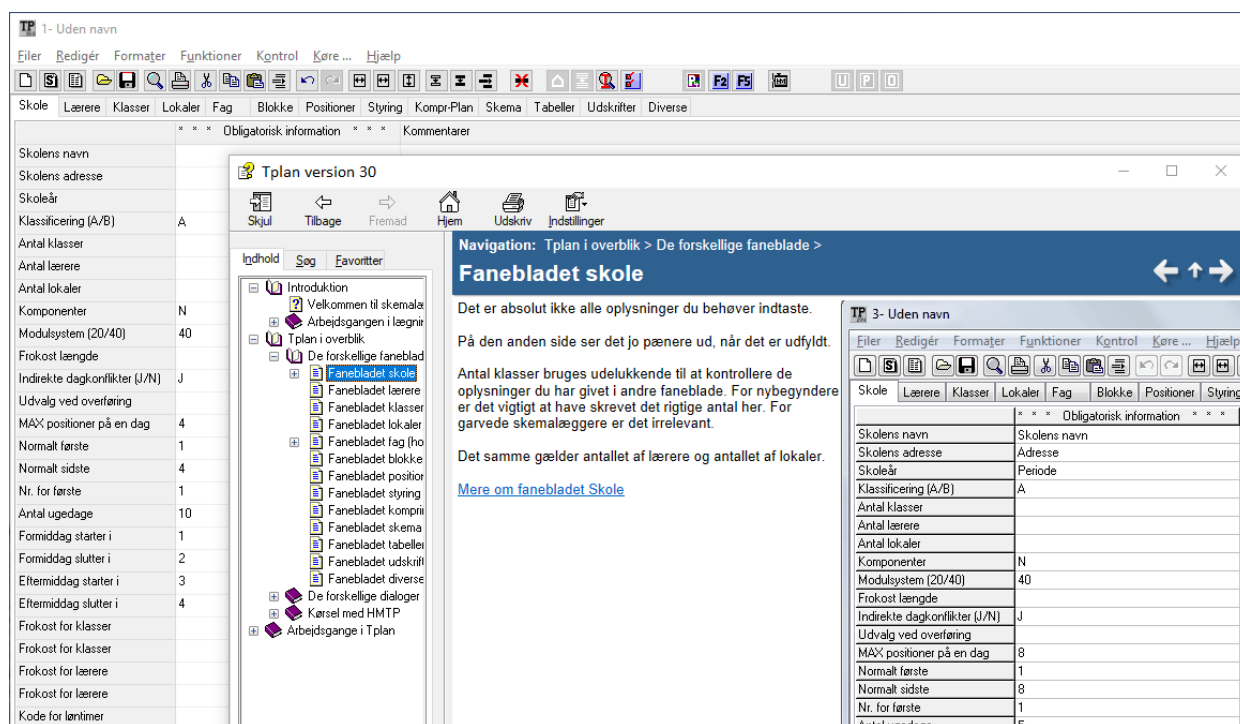 1- Uden navn
Filer Redigér Formater Funktioner Kontrol Køre ... Hjælp
F2 F5 U P O
Skole Lærere Klasser Lokaler Fag Blokke Positioner Styring Kompr-Plan Skema Tabeller Udskrifter Diverse
* * * Obligatorisk information * * * Kommentarer
Skolens navn
Skolens adresse
Skoleår
Klassificering (A/B) A
Antal klasser
Antal lærere
Antal lokaler
Komponenter N
Modulsystem (20/40) 40
Frokost længde
Indirekte dagkonflikter (J/N) J
Udvalg ved overføring
MAX positioner på en dag 4
Normalt første 1
Normalt sidste 4
Nr. for første 1
Antal ugedage 10
Formiddag starter i 1
Formiddag slutter i 2
Eftermiddag starter i 3
Eftermiddag slutter i 4
Frokost for klasser
Frokost for klasser
Frokost for lærere
Frokost for lærere
Kode for løntimer
Tplan version 30
Skjul Tilbage Fremad Hjem Udskriv Indstillinger
Indhold Søg Favoritter
Introduktion
Velkommen til skemalæ
Arbejdsgangen i lægnin
Tplan i overblik
De forskellige faneblad
Fanebladet skole
Fanebladet lærere
Fanebladet klasser
Fanebladet lokaler
Fanebladet fag (ho
Fanebladet blokke
Fanebladet position
Fanebladet styring
Fanebladet komprii
Fanebladet skema
Fanebladet tabeller
Fanebladet udskrift
Fanebladet diverse
De forskellige dialoger
Kørsel med HMTP
Arbejdsgange i Tplan
Navigation: Tplan i overblik > De forskellige faneblade >
Fanebladet skole
Det er absolut ikke alle oplysninger du behøver indtaste.
På den anden side ser det jo pænere ud, når det er udfyldt.
Antal klasser bruges udelukkende til at kontrollere de
oplysninger du har givet i andre faneblade. For nybegyndere
er det vigtigt at have skrevet det rigtige antal her. For
garvede skemalæggere er det irrelevant.
Det samme gælder antallet af lærere og antallet af lokaler.
Mere om fanebladet Skole
3- Uden navn
Filer Redigér Formater Funktioner Kontrol Køre ... Hjælp
Skole Lærere Klasser Lokaler Fag Blokke Positioner Styring
* * * Obligatorisk information * * *
Skolens navn Skolens navn
Skolens adresse Adresse
Skoleår Periode
Klassificering (A/B) A
Antal klasser
Antal lærere
Antal lokaler
Komponenter N
Modulsystem (20/40) 40
Frokost længde
Indirekte dagkonflikter (J/N) J
Udvalg ved overføring
MAX positioner på en dag 8
Normalt første 1
Normalt sidste 8
Nr. for første 1
Antal ugedage 5